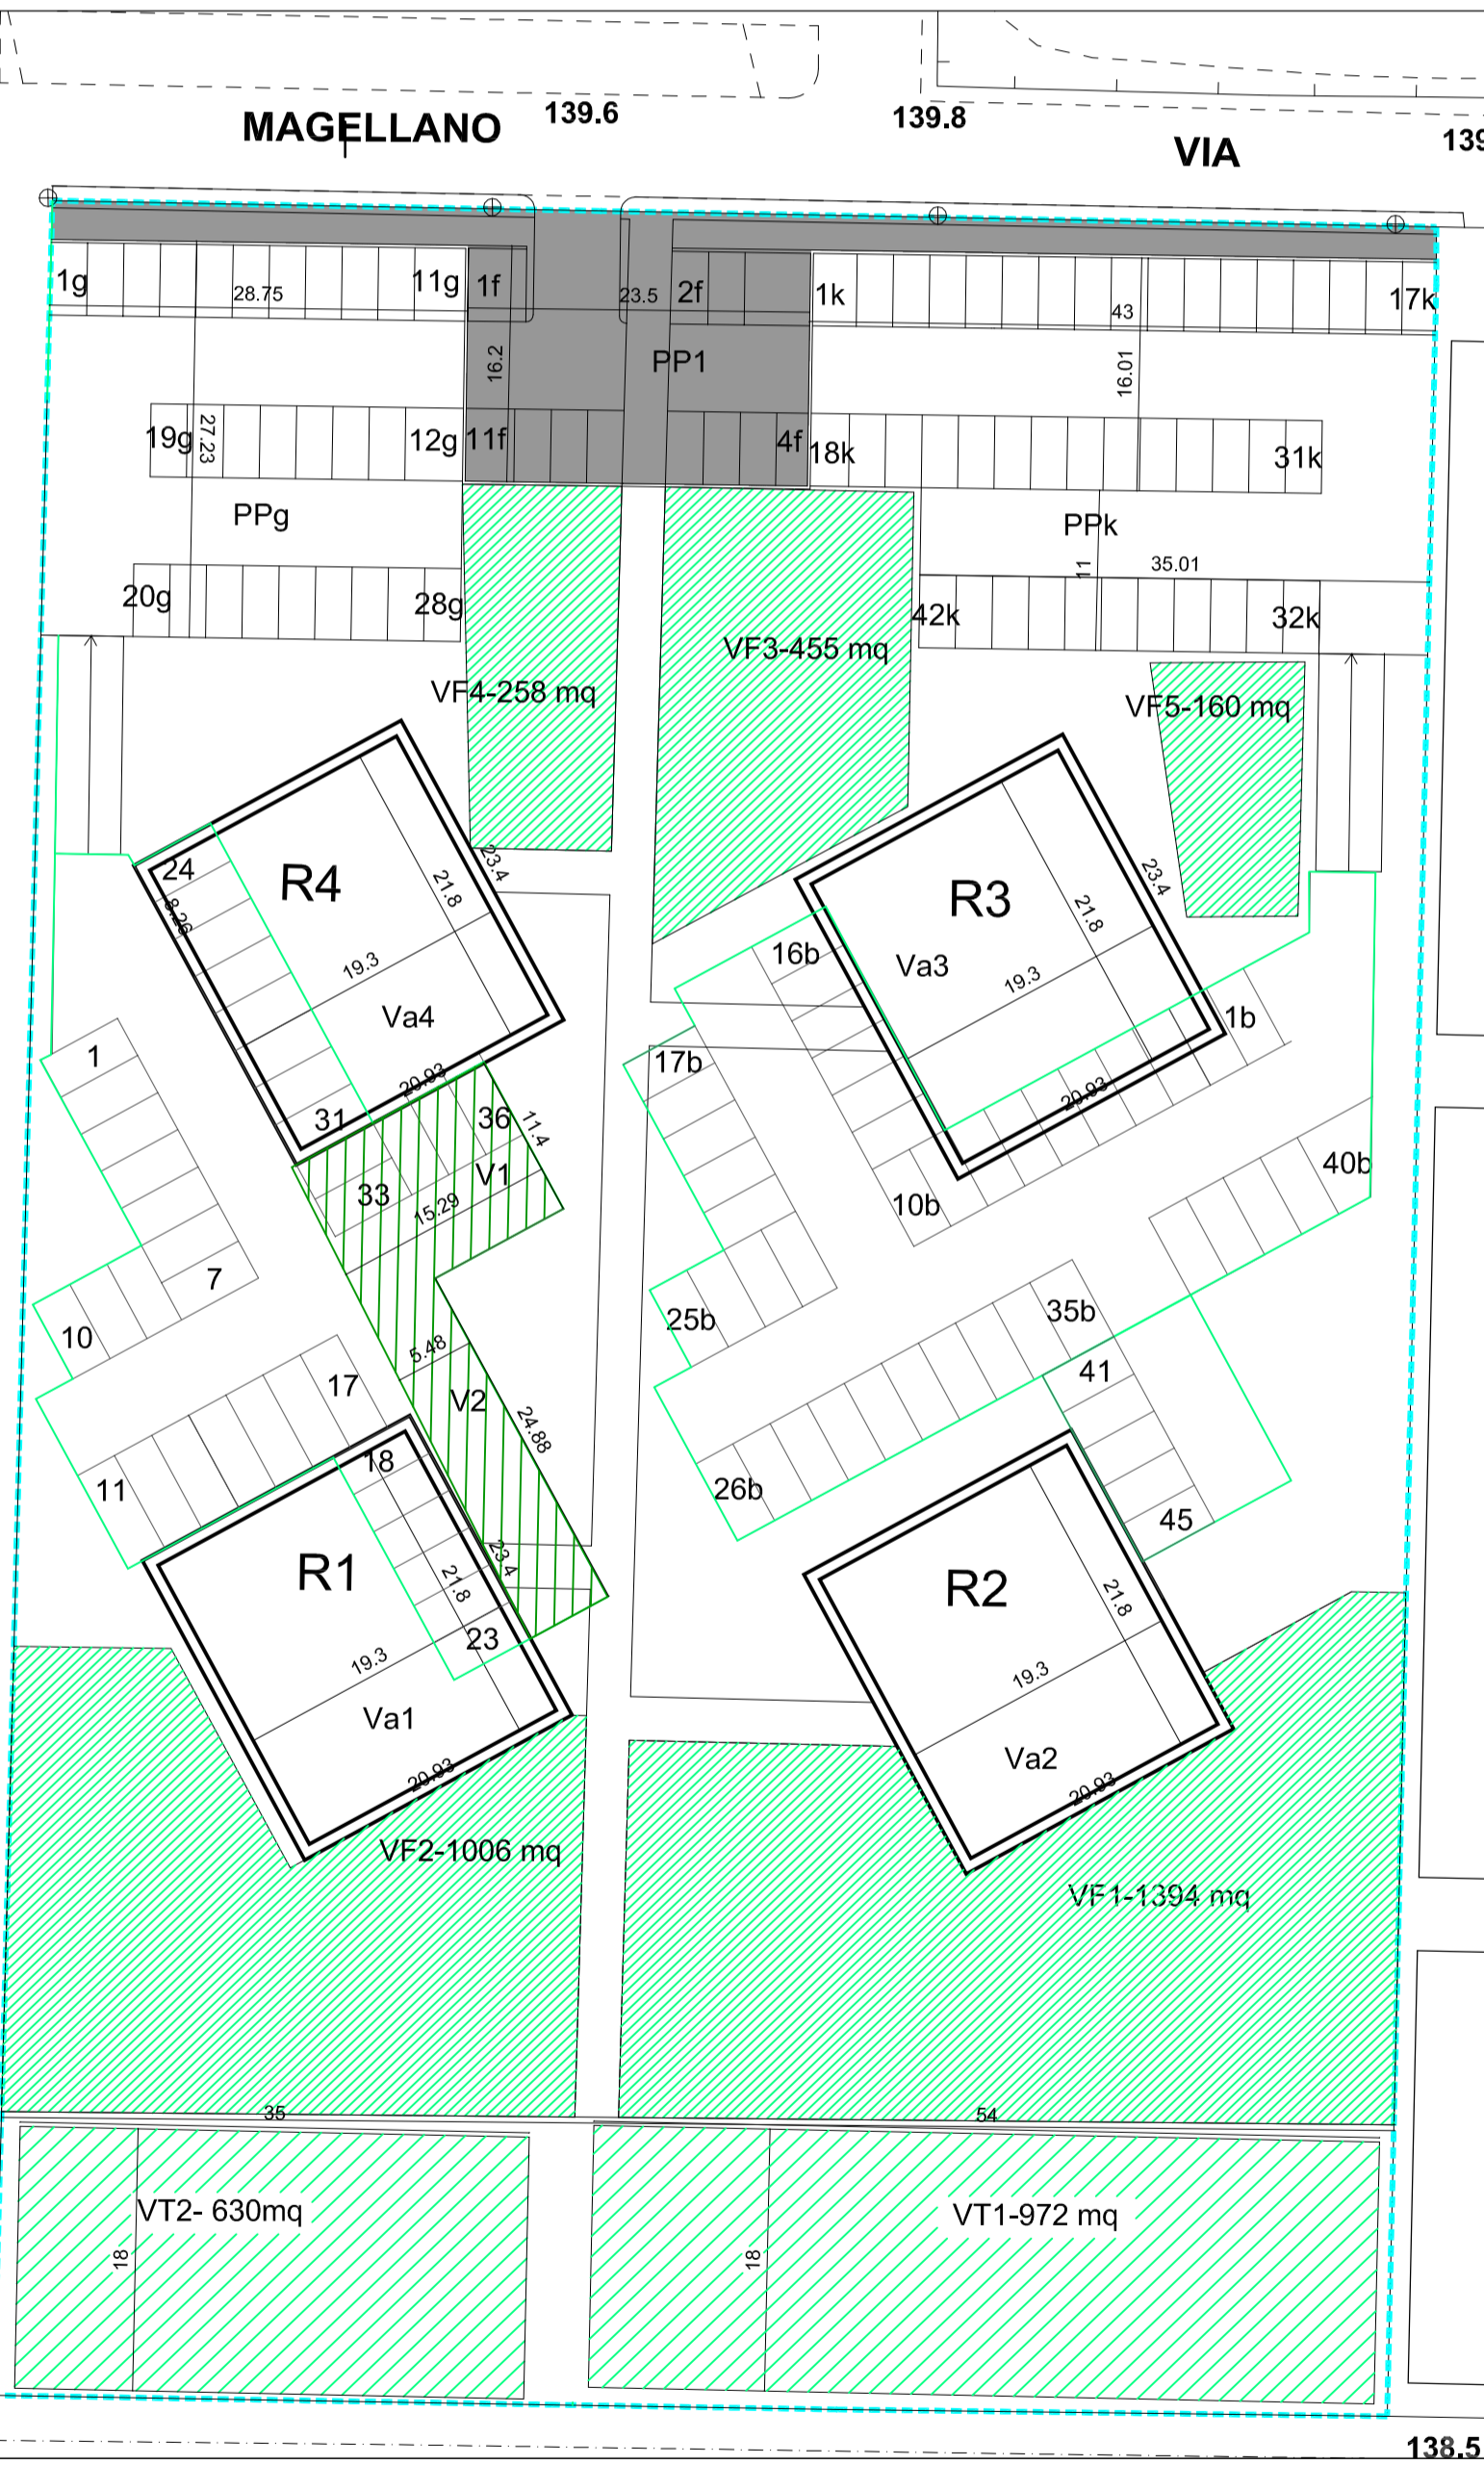 139.6
139.8
139
MAGELLANO
VIA
1g
28.75
11g
1f
23.5
2f
1k
43
17k
16.2
PP1
16.01
19g
27.23
12g
11f
4f
18k
31k
PPg
PPk
11
35.01
20g
28g
42k
32k
VF4-258 mq
VF3-455 mq
VF5-160 mq
24
8.26
R4
21.8
23.4
19.3
Va4
20.93
31
R3
21.8
23.4
Va3
19.3
20.93
16b
1b
17b
10b
40b
25b
35b
26b
1
7
10
36
11.4
33
V1
15.29
5.48
V2
24.88
17
11
18
41
45
R1
21.8
23.4
19.3
23
Va1
20.93
R2
21.8
19.3
Va2
20.93
VF2-1006 mq
VF1-1394 mq
35
54
VT2- 630mq
VT1-972 mq
18
18
138.5